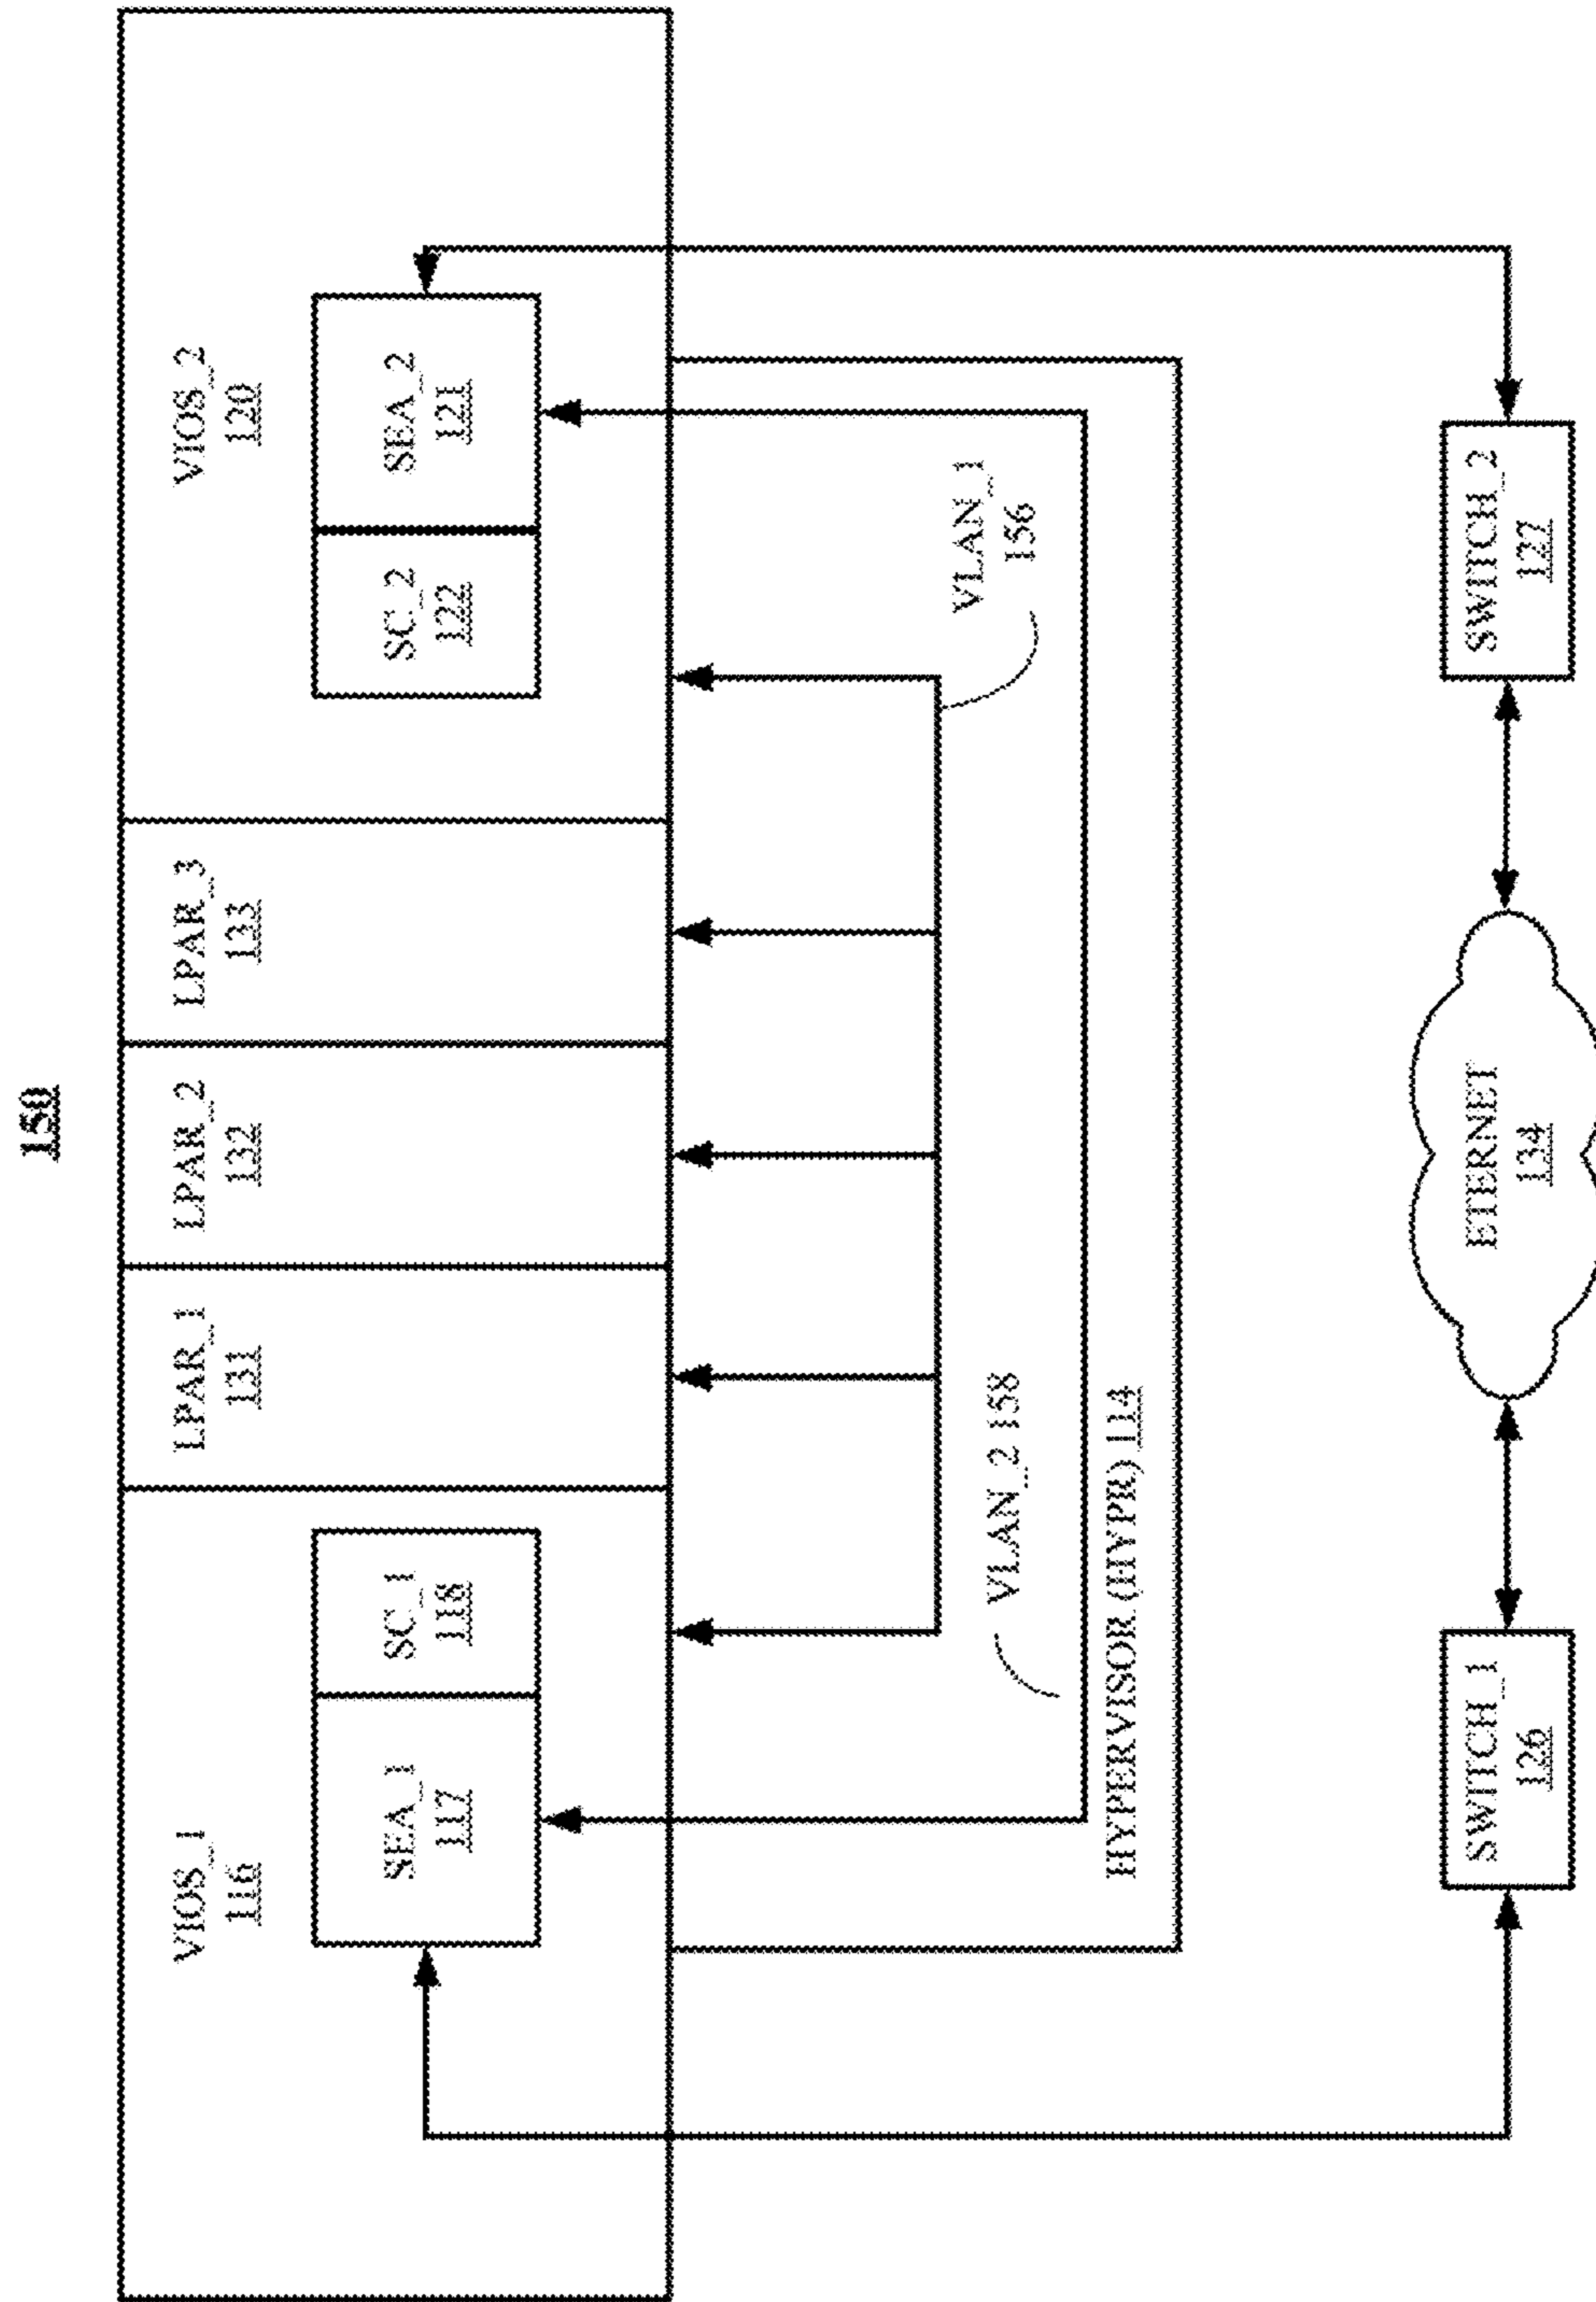 150
VIOS_1
116
LPAR_1
131
LPAR_2
132
LPAR_3
133
VIOS_2
120
SEA_1
117
SC_1
118
SC_2
122
SEA_2
121
VLAN_1
156
VLAN_2 158
HYPERVISOR (HYPR) 114
SWITCH_1
126
ETERNET
134
SWITCH_2
127